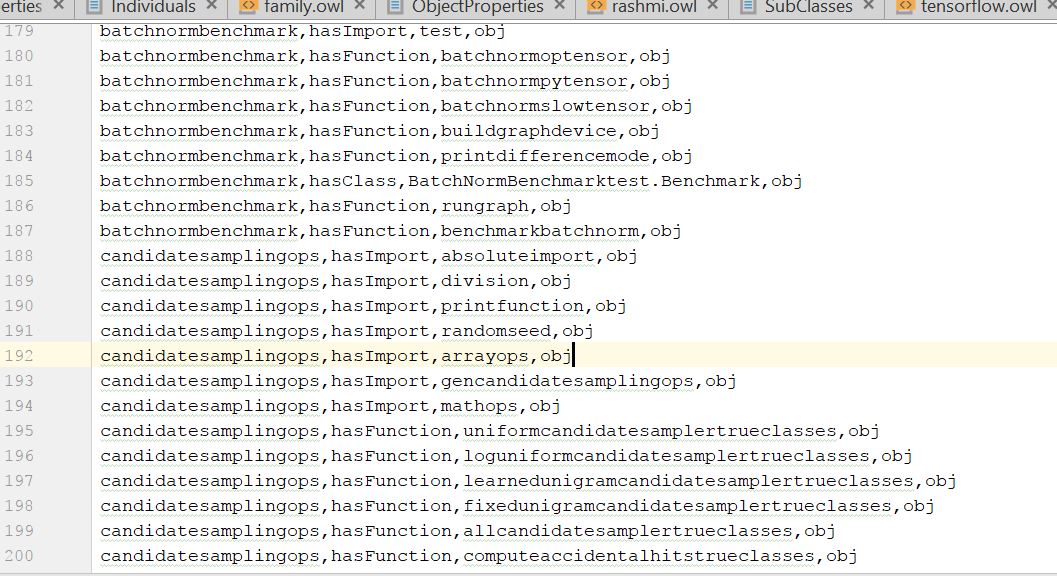 erties Individuals family.owl ObjectProperties rashmi.owl SubClasses tensorflow.owl
179 batchnormbenchmark,hasImport,test,obj
180 batchnormbenchmark,hasFunction,batchnormoptensor,obj
181 batchnormbenchmark,hasFunction,batchnormpytensor,obj
182 batchnormbenchmark,hasFunction,batchnormslowtensor,obj
183 batchnormbenchmark,hasFunction,buildgraphdevice,obj
184 batchnormbenchmark,hasFunction,printdifferencemode,obj
185 batchnormbenchmark,hasClass,BatchNormBenchmarktest.Benchmark,obj
186 batchnormbenchmark,hasFunction,rungraph,obj
187 batchnormbenchmark,hasFunction,benchmarkbatchnorm,obj
188 candidatesamplingops,hasImport,absoluteimport,obj
189 candidatesamplingops,hasImport,division,obj
190 candidatesamplingops,hasImport,printfunction,obj
191 candidatesamplingops,hasImport,randomseed,obj
192 candidatesamplingops,hasImport,arrayops,obj
193 candidatesamplingops,hasImport,gencandidatesamplingops,obj
194 candidatesamplingops,hasImport,mathops,obj
195 candidatesamplingops,hasFunction,uniformcandidatesamplertrueclasses,obj
196 candidatesamplingops,hasFunction,loguniformcandidatesamplertrueclasses,obj
197 candidatesamplingops,hasFunction,learnedunigramcandidatesamplertrueclasses,obj
198 candidatesamplingops,hasFunction,fixedunigramcandidatesamplertrueclasses,obj
199 candidatesamplingops,hasFunction,allcandidatesamplertrueclasses,obj
200 candidatesamplingops,hasFunction,computeaccidentalhitstrueclasses,obj